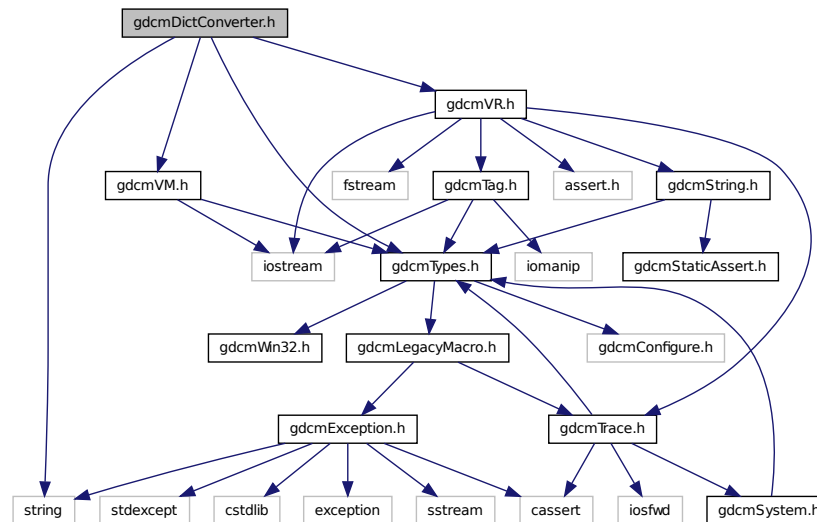 gdcmDictConverter.h
gdcmVR.h
gdcmVM.h
fstream
gdcmTag.h
assert.h
gdcmString.h
iostream
gdcmTypes.h
iomanip
gdcmStaticAssert.h
gdcmWin32.h
gdcmLegacyMacro.h
gdcmConfigure.h
gdcmException.h
gdcmTrace.h
string
stdexcept
cstdlib
exception
sstream
cassert
iosfwd
gdcmSystem.h